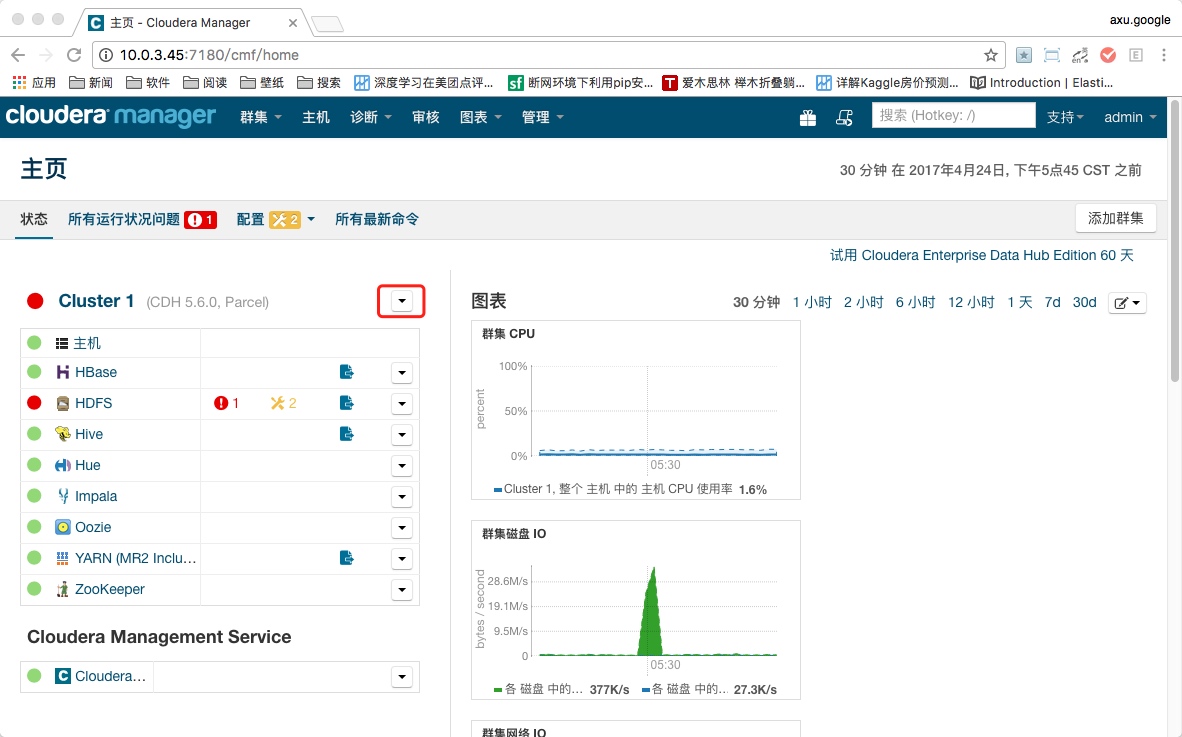 主页 - Cloudera Manager
axu.google
10.0.3.45:7180/cmf/home
应用 新闻 软件 阅读 壁纸 搜索 深度学习在美团点评... 断网环境下利用pip安... 爱木思林 榉木折叠躺... 详解Kaggle房价预测... Introduction | Elasti...
cloudera manager 群集 主机 诊断 审核 图表 管理 搜索 (Hotkey: /) 支持 admin
主页
30 分钟 在 2017年4月24日, 下午5点45 CST 之前
状态 所有运行状况问题 1 配置 2 所有最新命令 添加群集
试用 Cloudera Enterprise Data Hub Edition 60 天
Cluster 1 (CDH 5.6.0, Parcel)
主机
HBase
HDFS 1 2
Hive
Hue
Impala
Oozie
YARN (MR2 Inclu...
ZooKeeper
Cloudera Management Service
Cloudera...
图表 30 分钟 1 小时 2 小时 6 小时 12 小时 1 天 7d 30d
群集 CPU
percent
100%
50%
0%
05:30
Cluster 1, 整个 主机 中的 主机 CPU 使用率 1.6%
群集磁盘 IO
bytes / second
28.6M/s
19.1M/s
9.5M/s
0
05:30
各 磁盘 中的... 377K/s 各 磁盘 中的... 27.3K/s
群集网络 IO